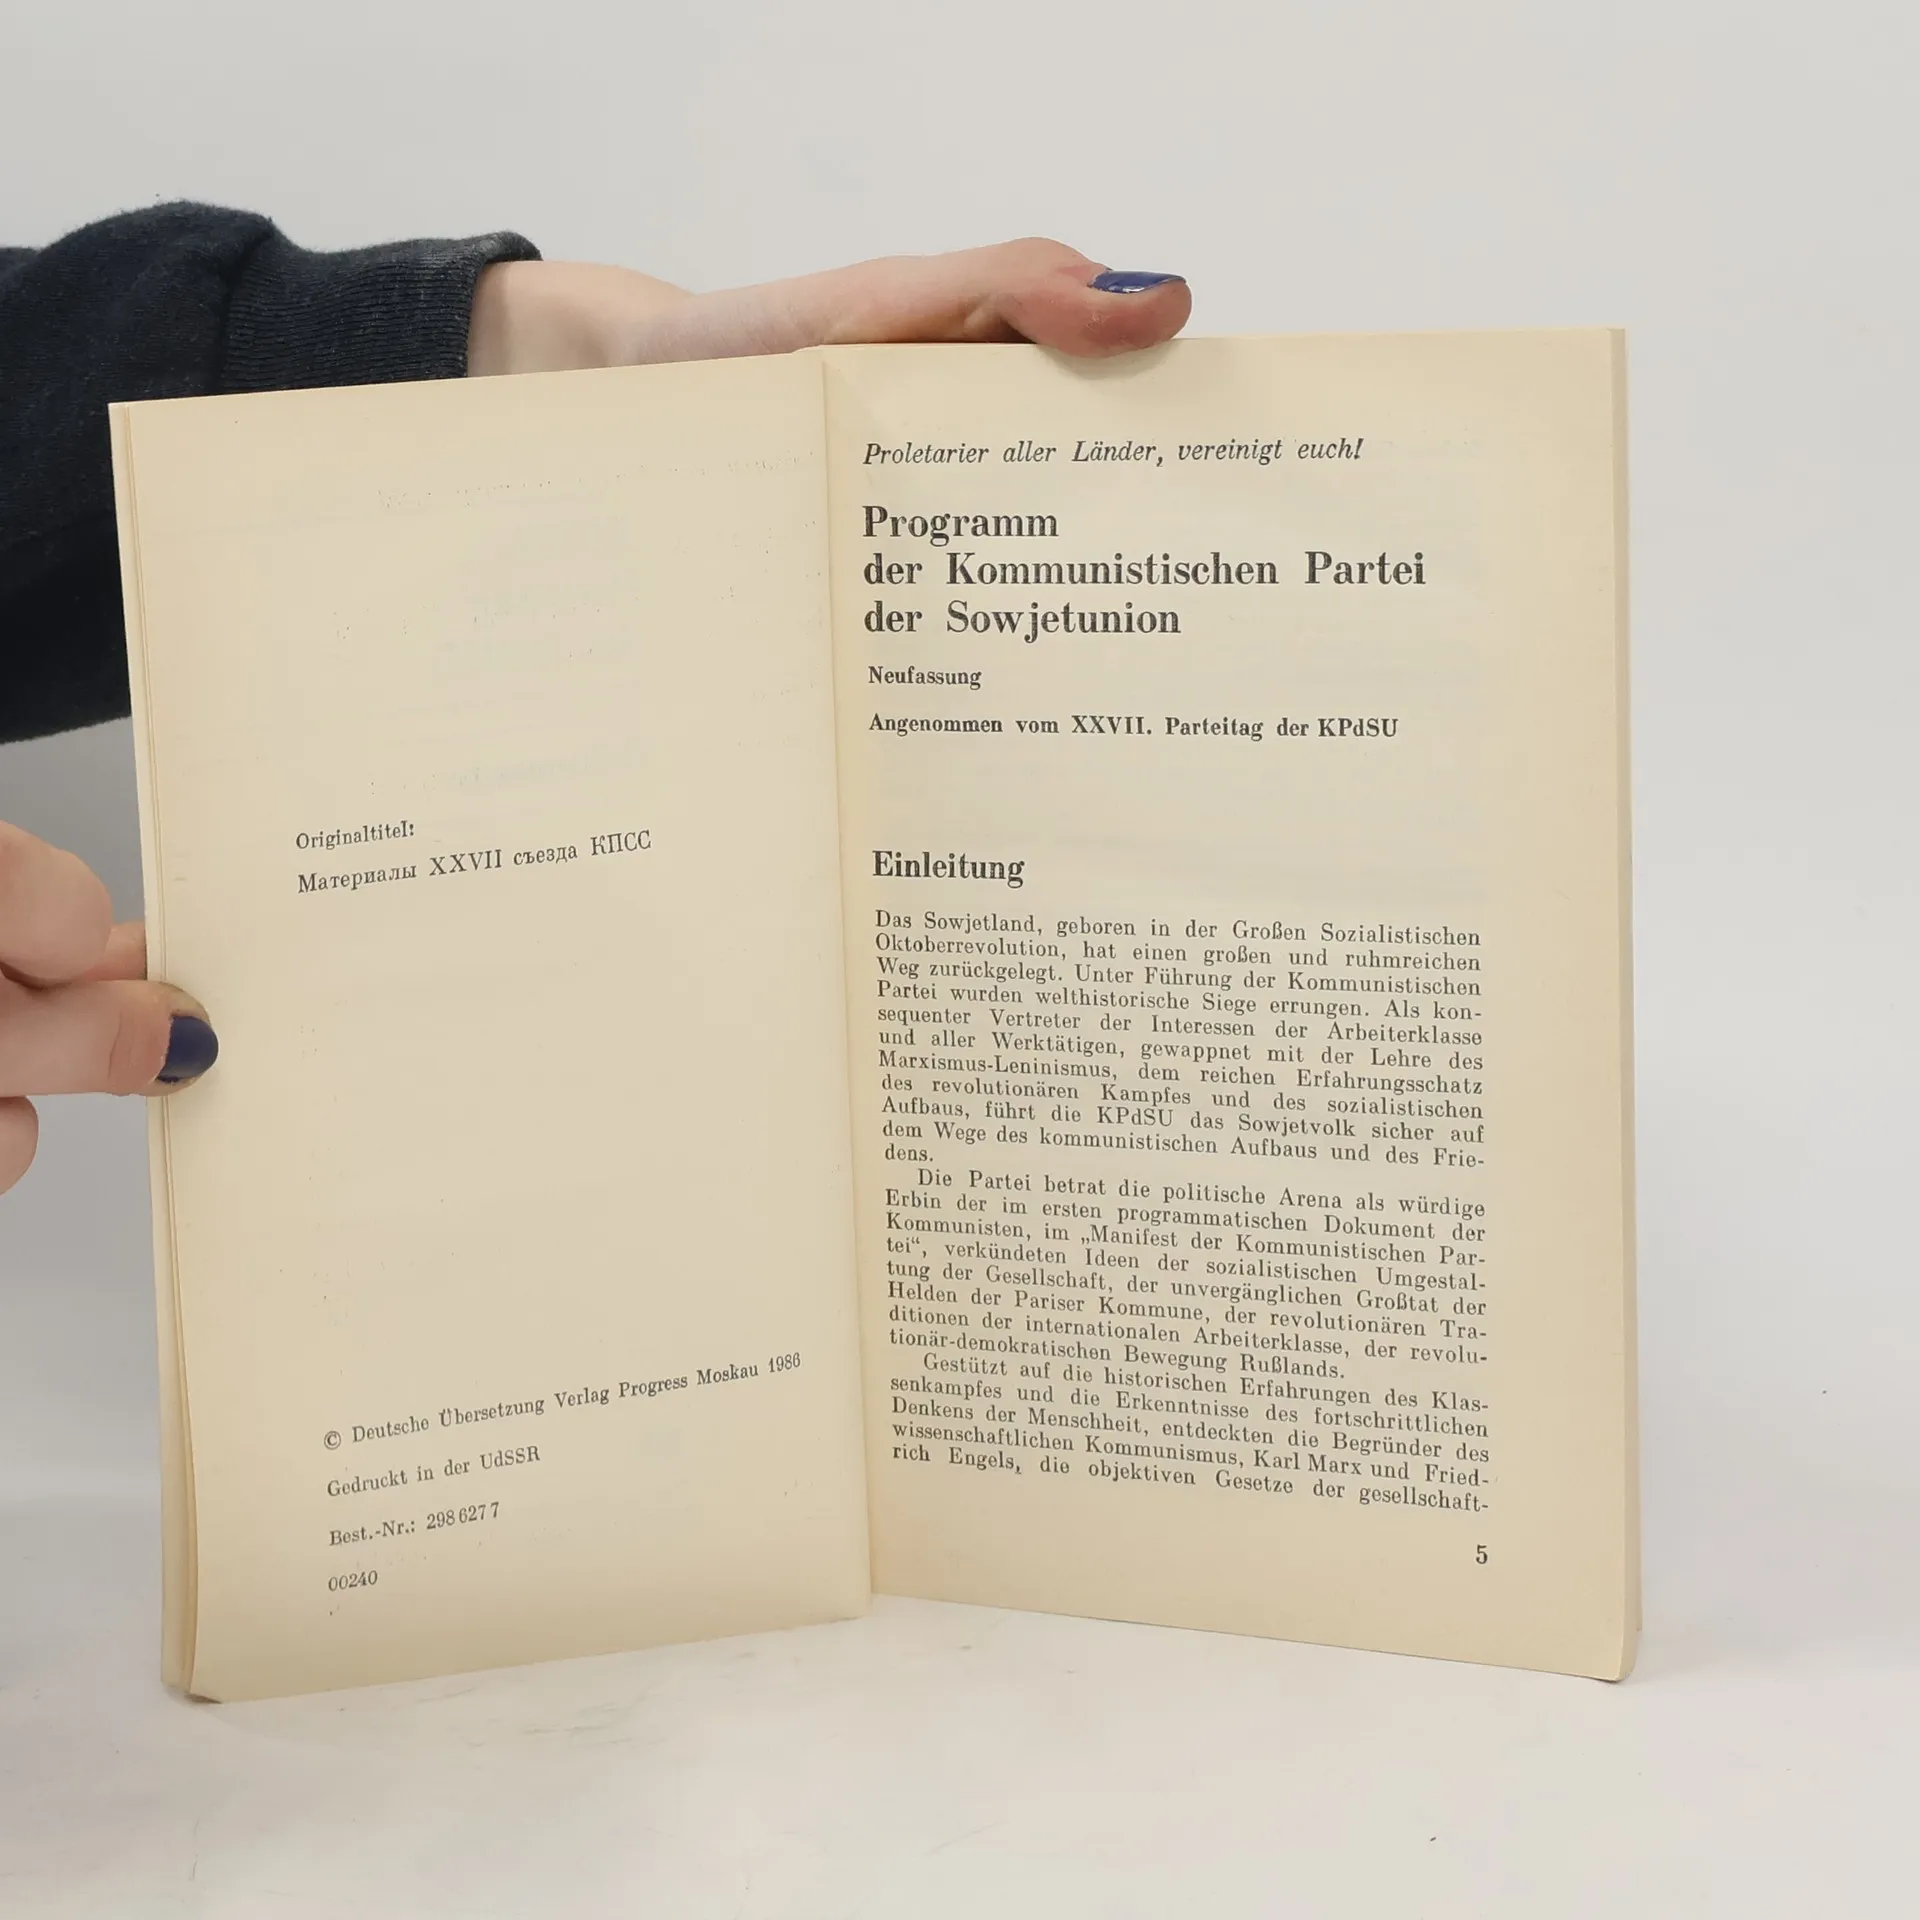 Originaltitel:
Материалы XXVII съезда КПСС
© Deutsche Übersetzung Verlag Progress Moskau 1986
Gedruckt in der UdSSR
Best.-Nr.: 298 627 7
00240
Proletarier aller Länder, vereinigt euch!
Programm
der Kommunistischen Partei
der Sowjetunion
Neufassung
Angenommen vom XXVII. Parteitag der KPdSU
Einleitung
Das Sowjetland, geboren in der Großen Sozialistischen
Oktoberrevolution, hat einen großen und ruhmreichen
Weg zurückgelegt. Unter Führung der Kommunistischen
Partei wurden welthistorische Siege errungen. Als kon-
sequenter Vertreter der Interessen der Arbeiterklasse
und aller Werktätigen, gewappnet mit der Lehre des
Marxismus-Leninismus, dem reichen Erfahrungsschatz
des revolutionären Kampfes und des sozialistischen
Aufbaus, führt die KPdSU das Sowjetvolk sicher auf
dem Wege des kommunistischen Aufbaus und des Frie-
dens.
Die Partei betrat die politische Arena als würdige
Erbin der im ersten programmatischen Dokument der
Kommunisten, im „Manifest der Kommunistischen Par-
tei“, verkündeten Ideen der sozialistischen Umgestal-
tung der Gesellschaft, der unvergänglichen Großtat der
Helden der Pariser Kommune, der revolutionären Tra-
ditionen der internationalen Arbeiterklasse, der revolu-
tionär-demokratischen Bewegung Rußlands.
Gestützt auf die historischen Erfahrungen des Klas-
senkampfes und die Erkenntnisse des fortschrittlichen
Denkens der Menschheit, entdeckten die Begründer des
wissenschaftlichen Kommunismus, Karl Marx und Fried-
rich Engels, die objektiven Gesetze der gesellschaft-
5